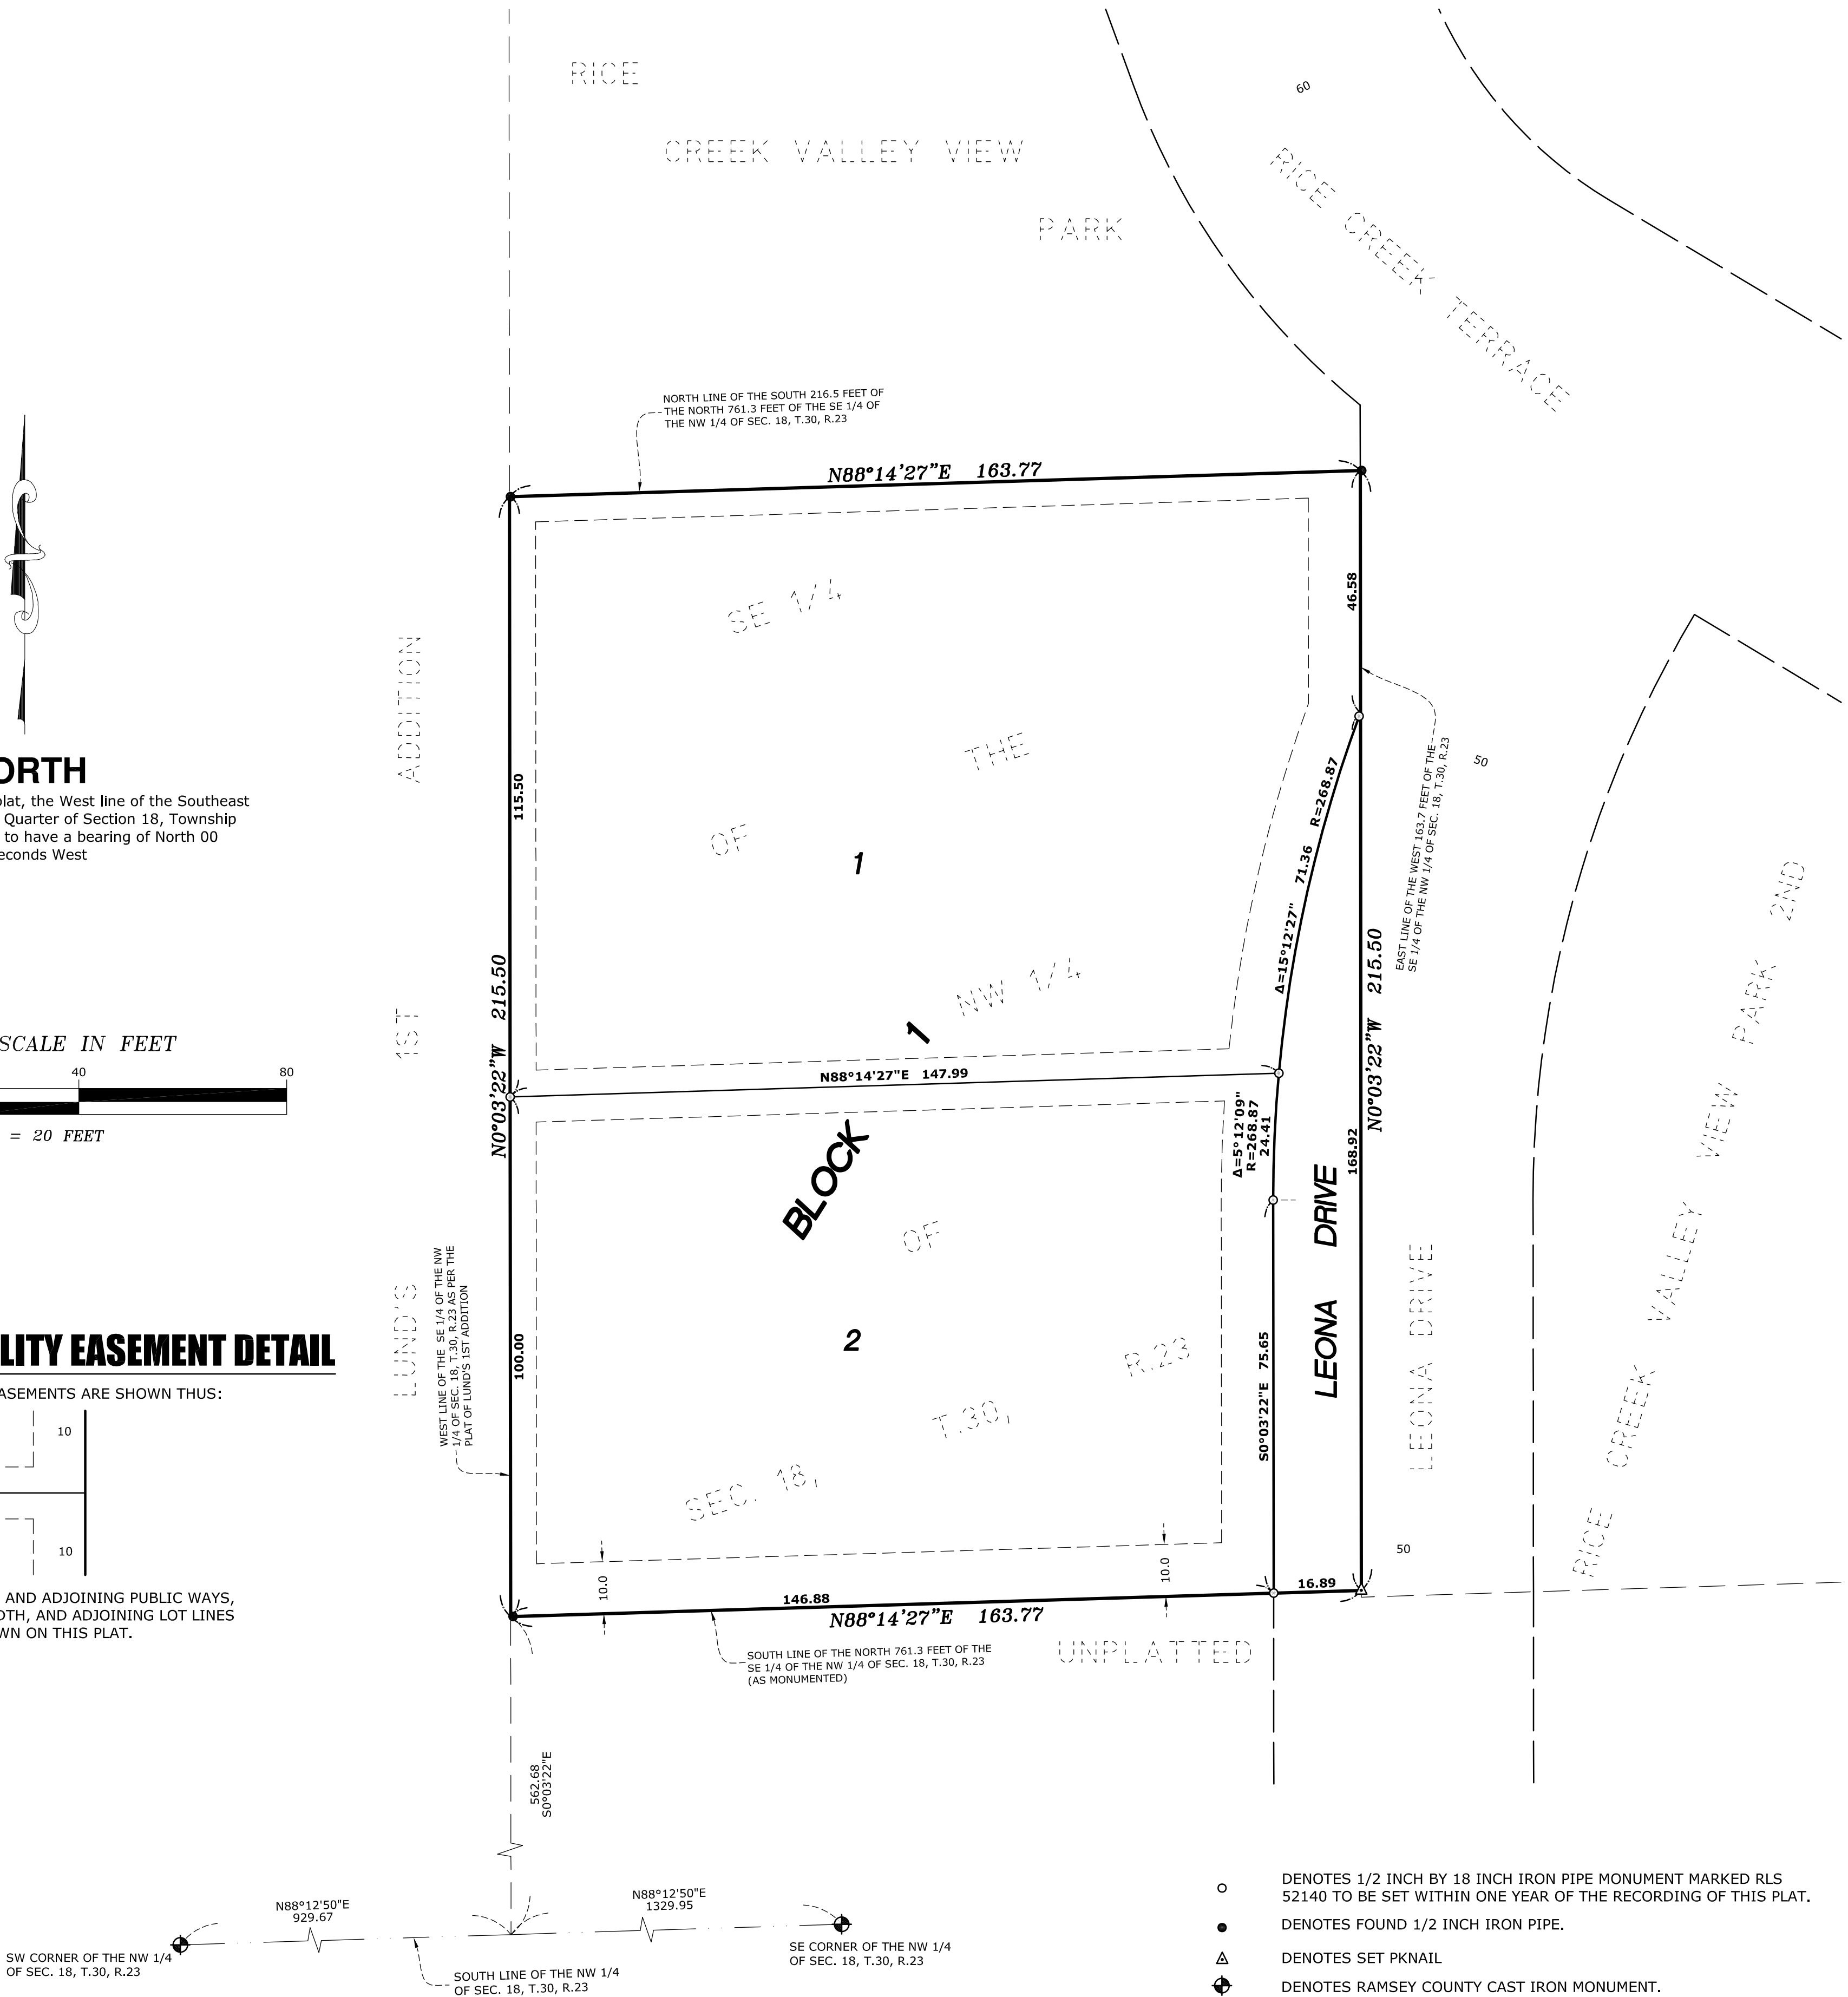 RICE
CREEK VALLEY VIEW
PARK
60
RICE CREEK TERRACE
NORTH LINE OF THE SOUTH 216.5 FEET OF
THE NORTH 761.3 FEET OF THE SE 1/4 OF
THE NW 1/4 OF SEC. 18, T.30, R.23
N88°14'27"E 163.77
46.58
SE 1/4
THE
OF
1
NW 1/4
1
BLOCK
ADDITION
1ST
LUND'S
115.50
N0°03'22"W 215.50
100.00
WEST LINE OF THE SE 1/4 OF THE NW
1/4 OF SEC. 18, T.30, R.23 AS PER THE
PLAT OF LUND'S 1ST ADDITION
Δ=15°12'27" 71.36 R=268.87
EAST LINE OF THE WEST 163.7 FEET OF THE
SE 1/4 OF THE NW 1/4 OF SEC. 18, T.30, R.23
50
N0°03'22"W 215.50
168.92
N88°14'27"E 147.99
Δ=5°12'09"
R=268.87
24.41
LEONA DRIVE
LEONA DRIVE
RICE CREEK VALLEY VIEW PARK 2ND
OF
2
R.23
T.30,
SEC. 18,
S0°03'22"E 75.65
10.0
10.0
50
146.88
16.89
N88°14'27"E 163.77
UNPLATTED
SOUTH LINE OF THE NORTH 761.3 FEET OF THE
SE 1/4 OF THE NW 1/4 OF SEC. 18, T.30, R.23
(AS MONUMENTED)
562.68
S0°03'22"E
ORTH
plat, the West line of the Southeast
Quarter of Section 18, Township
to have a bearing of North 00
econds West
SCALE IN FEET
40 80
= 20 FEET
LITY EASEMENT DETAIL
ASEMENTS ARE SHOWN THUS:
10
10
AND ADJOINING PUBLIC WAYS,
DTH, AND ADJOINING LOT LINES
WN ON THIS PLAT.
N88°12'50"E
929.67
N88°12'50"E
1329.95
SW CORNER OF THE NW 1/4
OF SEC. 18, T.30, R.23
SOUTH LINE OF THE NW 1/4
OF SEC. 18, T.30, R.23
SE CORNER OF THE NW 1/4
OF SEC. 18, T.30, R.23
DENOTES 1/2 INCH BY 18 INCH IRON PIPE MONUMENT MARKED RLS
52140 TO BE SET WITHIN ONE YEAR OF THE RECORDING OF THIS PLAT.
DENOTES FOUND 1/2 INCH IRON PIPE.
DENOTES SET PKNAIL
DENOTES RAMSEY COUNTY CAST IRON MONUMENT.